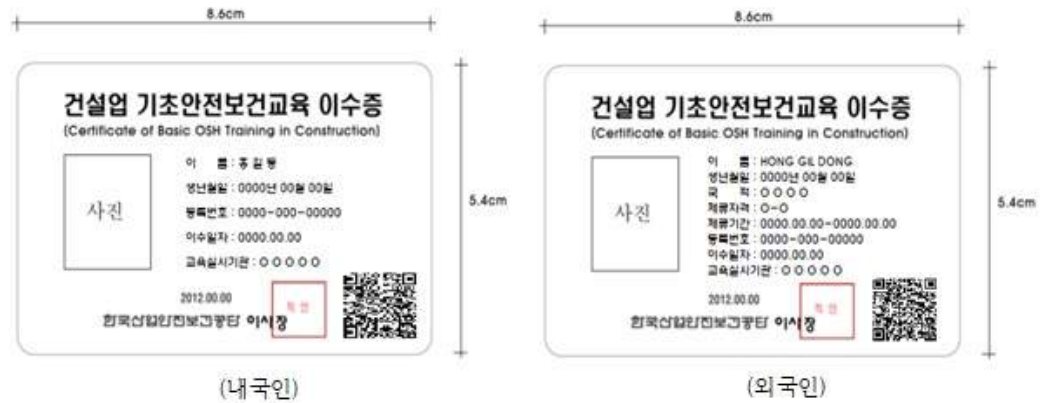 8.6cm
건설업 기초안전보건교육 이수증
(Certificate of Basic OSH Training in Construction)
사진
이 름 : 홍 길 동
생년월일 : 0000년 00월 00일
등록번호 : 0000-000-00000
이수일자 : 0000.00.00
교육실시기관 : O O O O O
2012.00.00
직 인
한국산업안전보건공단 이사장
5.4cm
(내국인)
8.6cm
건설업 기초안전보건교육 이수증
(Certificate of Basic OSH Training in Construction)
사진
이 름 : HONG GIL DONG
생년월일 : 0000년 00월 00일
국 적 : O O O O
체류자격 : O-O
체류기간 : 0000.00.00-0000.00.00
등록번호 : 0000-000-00000
이수일자 : 0000.00.00
교육실시기관 : O O O O O
2012.00.00
직 인
한국산업안전보건공단 이사장
5.4cm
(외국인)